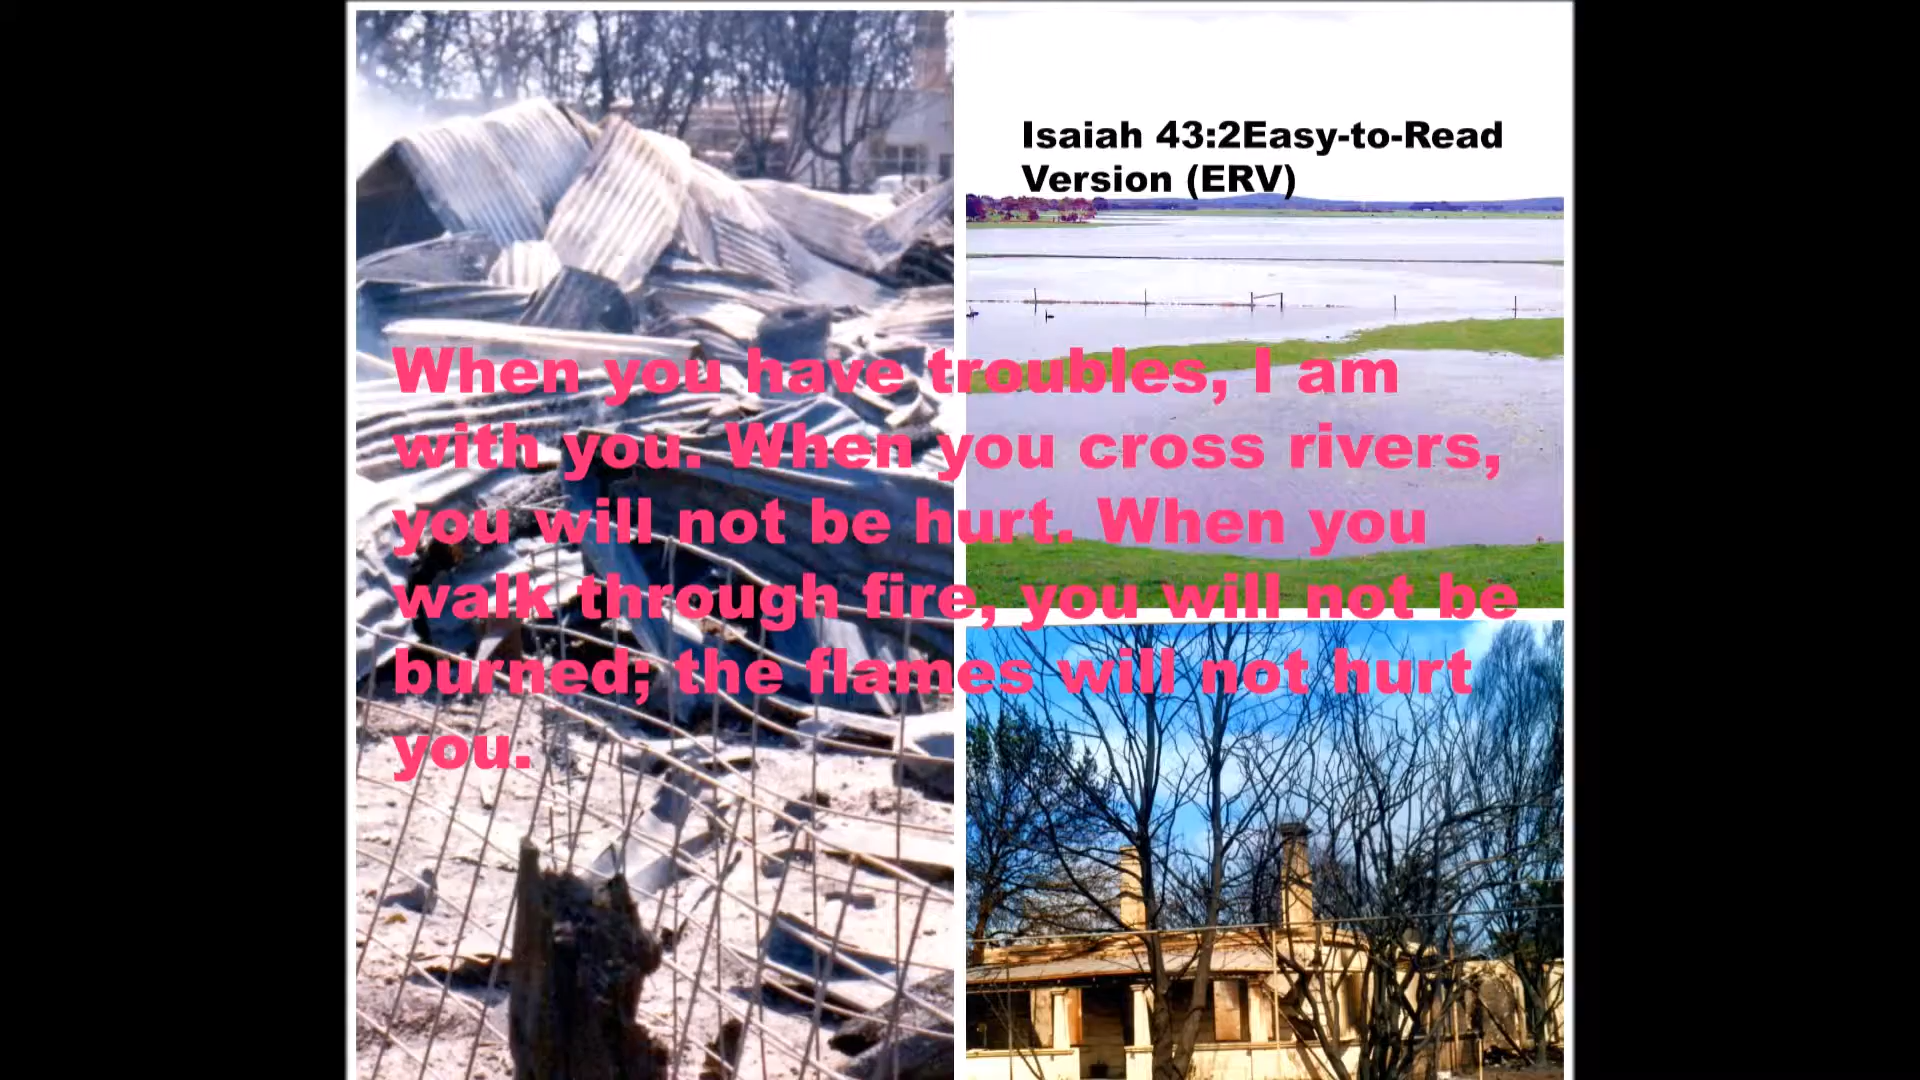 Isaiah 43:2Easy-to-Read
Version (ERV)
When you have troubles, I am
with you. When you cross rivers,
you will not be hurt. When you
walk through fire, you will not be
burned; the flames will not hurt
you.